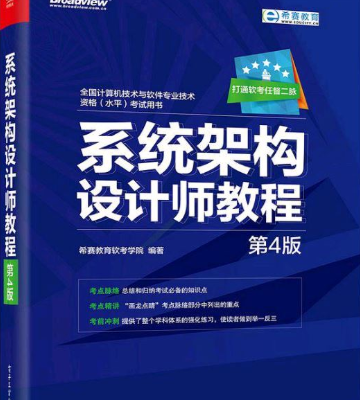 Broadview
希赛教育
打通软考任督二脉
全国计算机技术与软件专业技术
资格（水平）考试用书
系统架构
设计师教程
第4版
希赛教育软考学院 编著
考点脉络 总结和归纳考试必备的知识点
考点精讲 “画龙点睛”考点脉络部分中列出的重点
考前冲刺 提供了整个学科体系的强化练习，使读者做到举一反三
系统架构设计师教程
第4版